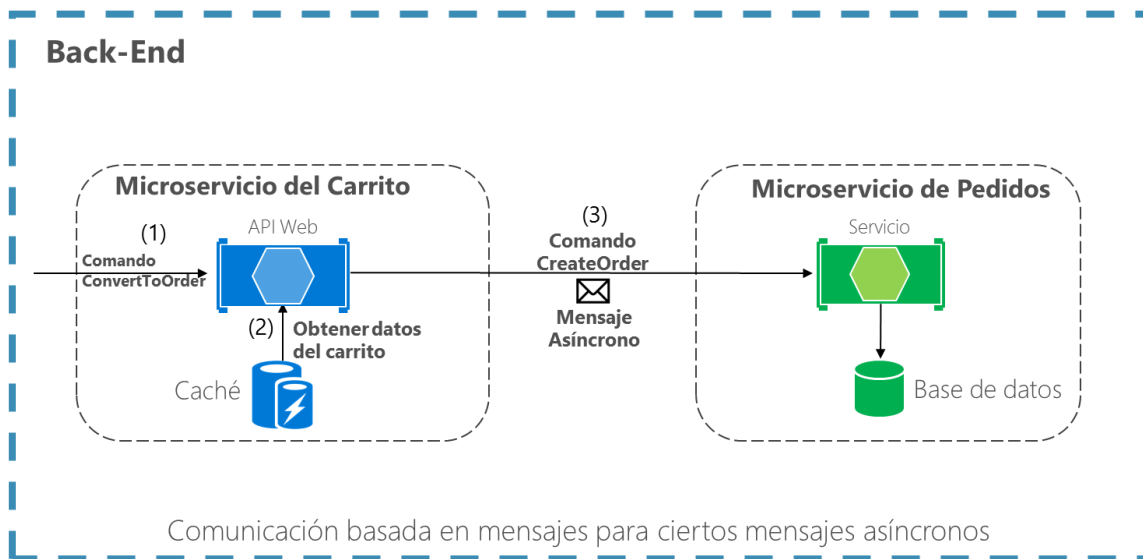 Back-End
Microservicio del Carrito
API Web
(1)
Comando
ConvertToOrder
(2)
Obtener datos
del carrito
Caché
(3)
Comando
CreateOrder
Mensaje
Asíncrono
Microservicio de Pedidos
Servicio
Base de datos
Comunicación basada en mensajes para ciertos mensajes asíncronos